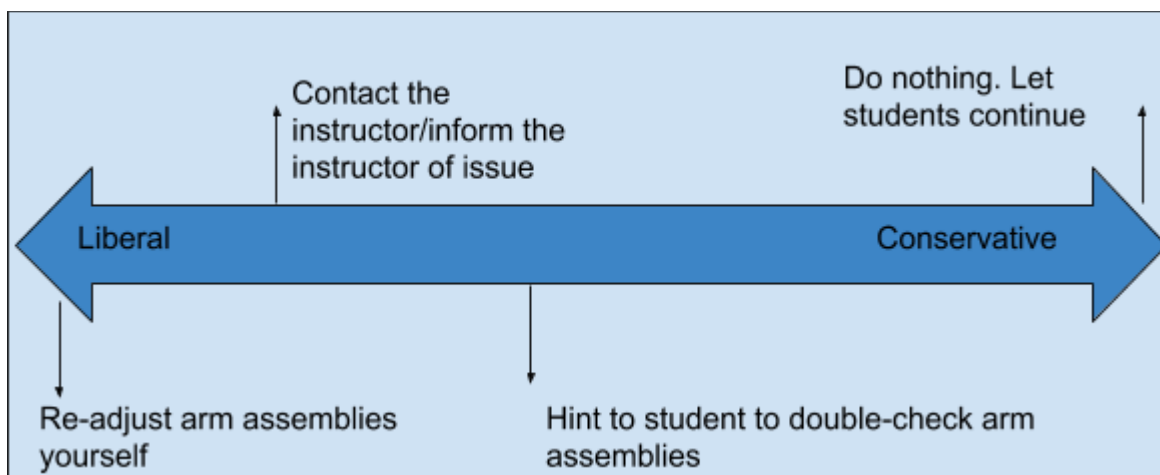 Contact the
instructor/inform the
instructor of issue
Do nothing. Let
students continue
Liberal
Conservative
Re-adjust arm assemblies
yourself
Hint to student to double-check arm
assemblies